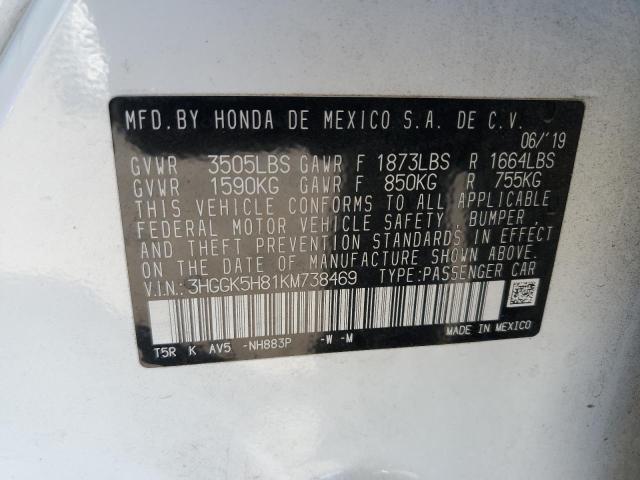 MFD.BY HONDA DE MEXICO S.A. DE C.V.
06/'19
GVWR 3505LBS GAWR F 1873LBS R 1664LBS
GVWR 1590KG GAWR F 850KG R 755KG
THIS VEHICLE CONFORMS TO ALL APPLICABLE
FEDERAL MOTOR VEHICLE SAFETY, BUMPER,
AND THEFT PREVENTION STANDARDS IN EFFECT
ON THE DATE OF MANUFACTURE SHOWN ABOVE.
V.I.N.:3HGGK5H81KM738469 TYPE:PASSENGER CAR
T5R K AV5 -NH883P -W -M MADE IN MEXICO